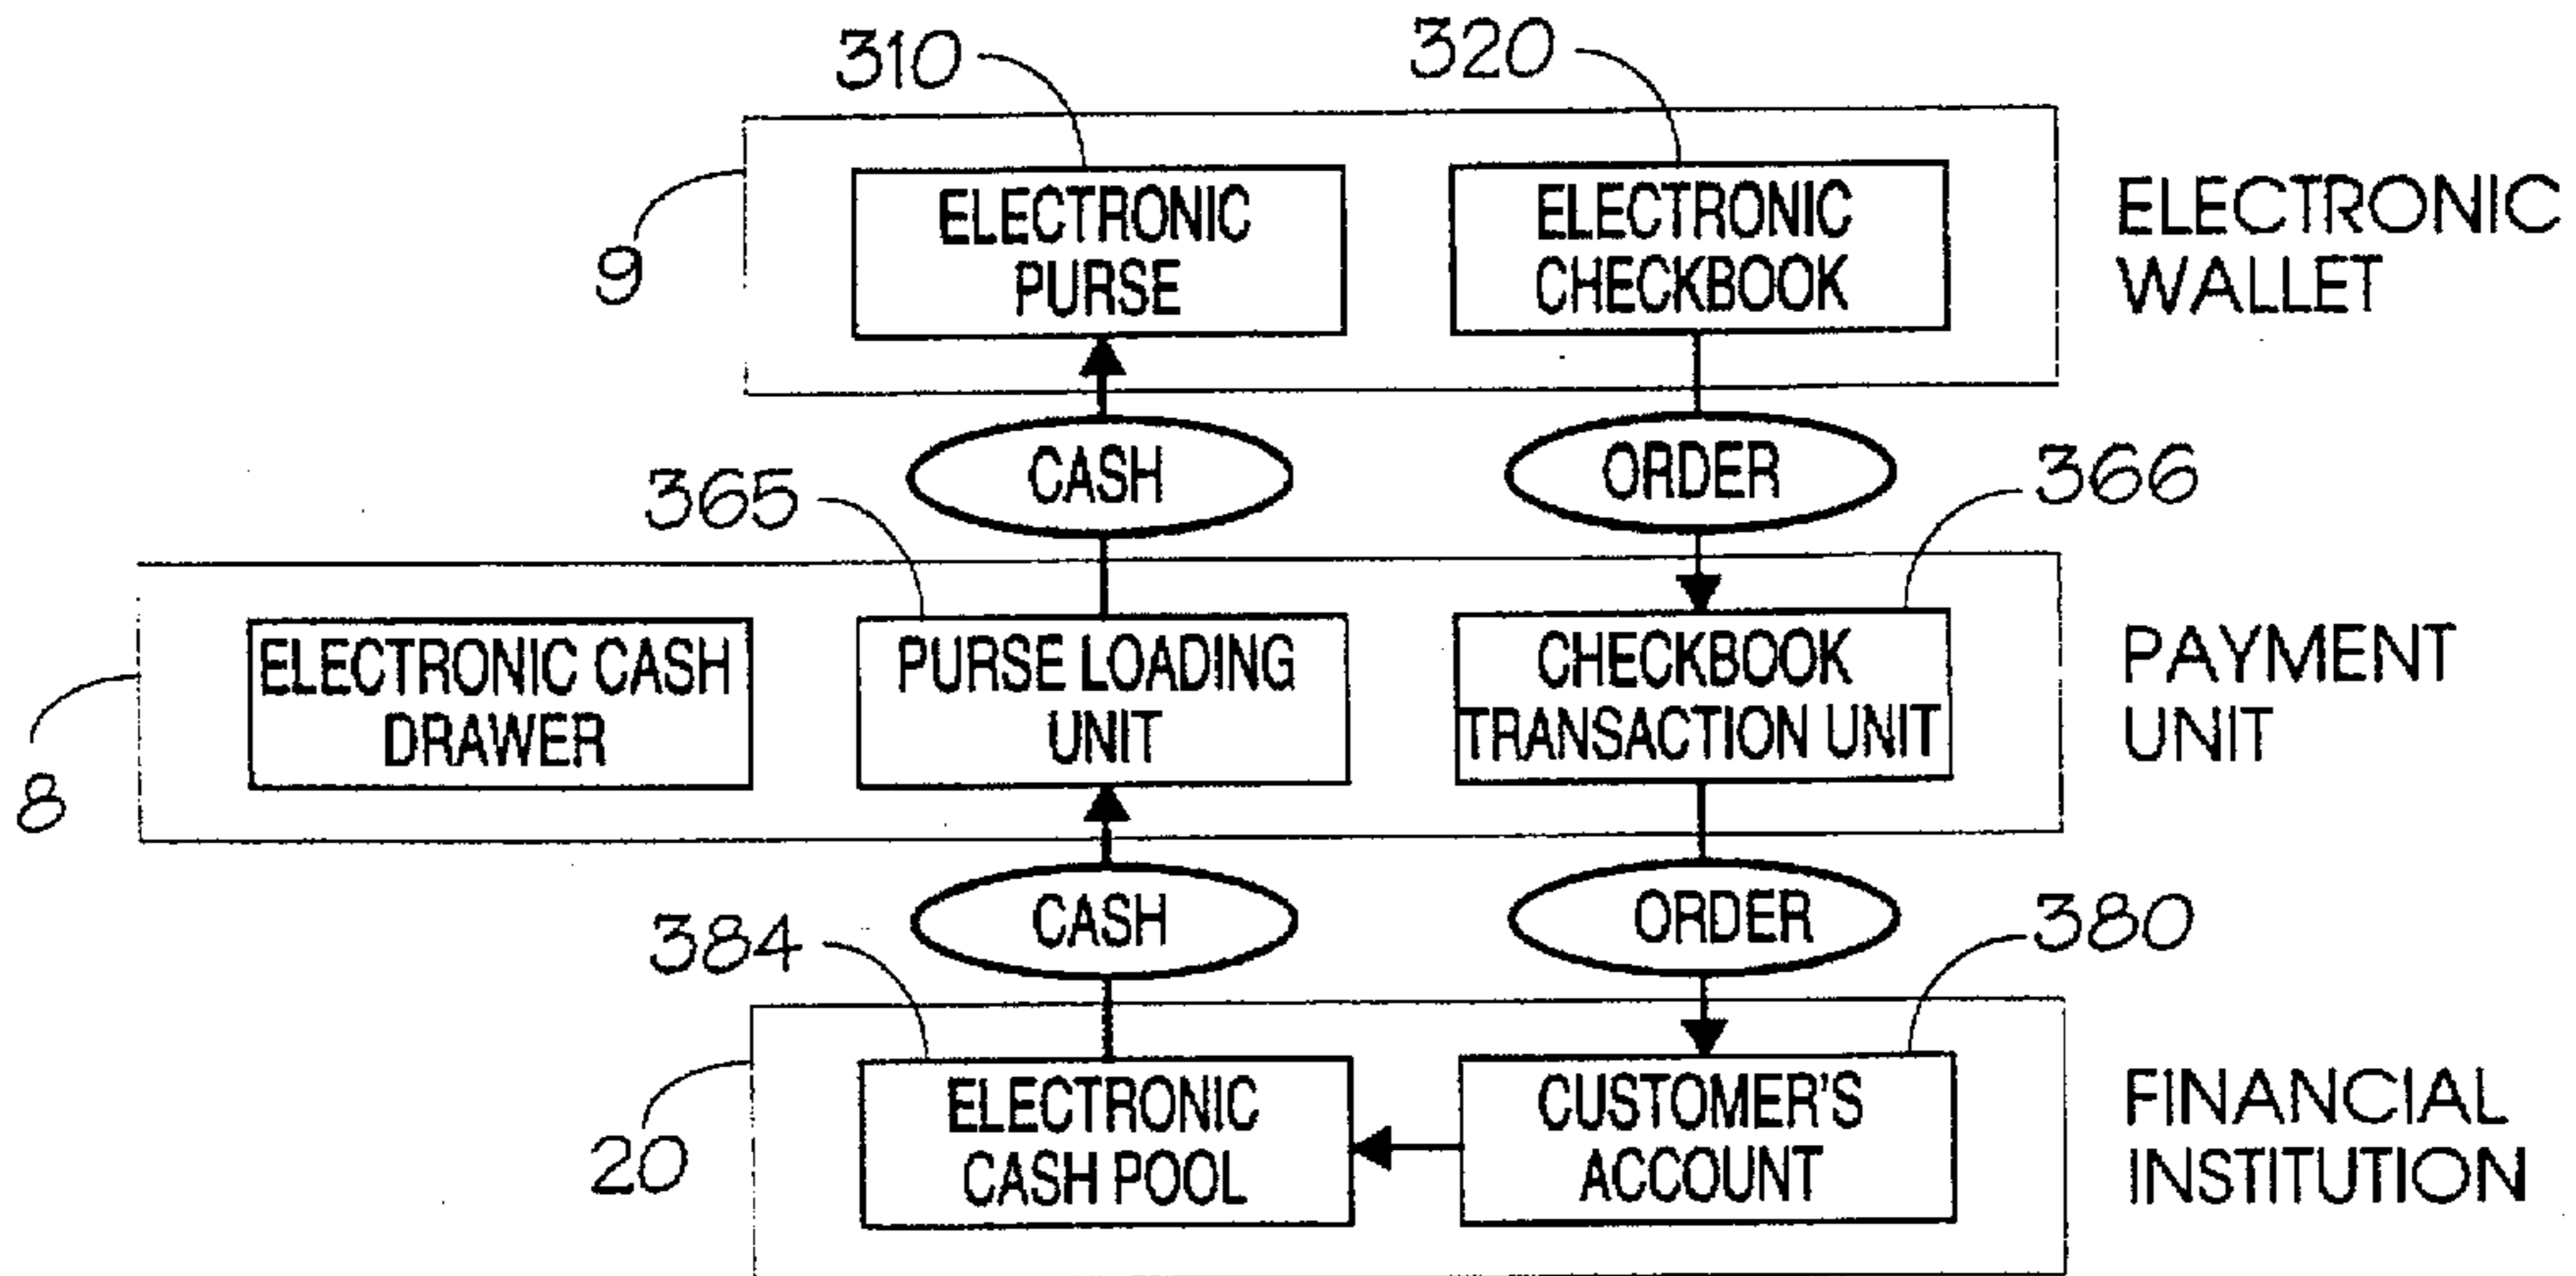 310
320
ELECTRONIC
PURSE
ELECTRONIC
CHECKBOOK
ELECTRONIC
WALLET
9
CASH
ORDER
365
366
ELECTRONIC CASH
DRAWER
PURSE LOADING
UNIT
CHECKBOOK
TRANSACTION UNIT
PAYMENT
UNIT
8
CASH
ORDER
384
380
ELECTRONIC
CASH POOL
CUSTOMER'S
ACCOUNT
FINANCIAL
INSTITUTION
20